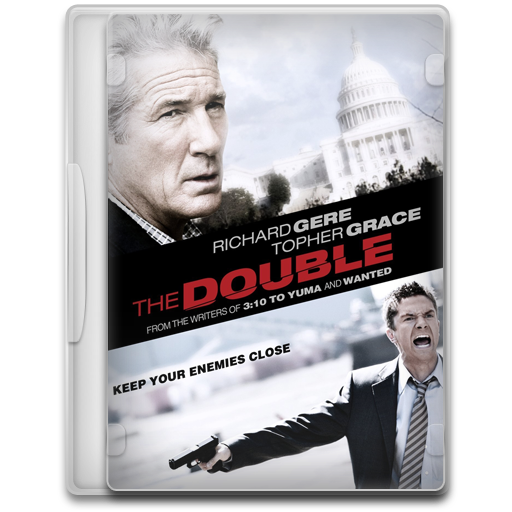 RICHARD GERE
TOPHER GRACE
THE DOUBLE
FROM THE WRITERS OF 3:10 TO YUMA AND WANTED
KEEP YOUR ENEMIES CLOSE